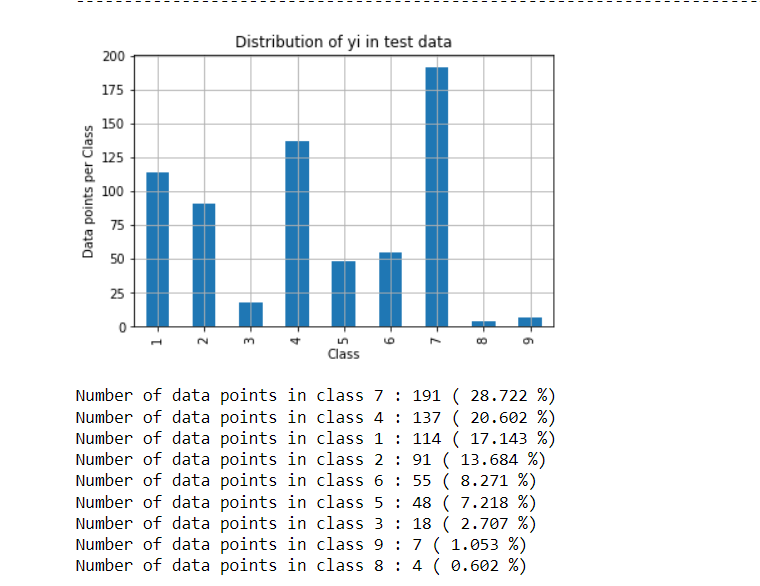 --------------------------------------------------------------------------------
Distribution of yi in test data
200
175
150
125
100
75
50
25
0
Data points per Class
1 2 3 4 5 6 7 8 9
Class
Number of data points in class 7 : 191 ( 28.722 %)
Number of data points in class 4 : 137 ( 20.602 %)
Number of data points in class 1 : 114 ( 17.143 %)
Number of data points in class 2 : 91 ( 13.684 %)
Number of data points in class 6 : 55 ( 8.271 %)
Number of data points in class 5 : 48 ( 7.218 %)
Number of data points in class 3 : 18 ( 2.707 %)
Number of data points in class 9 : 7 ( 1.053 %)
Number of data points in class 8 : 4 ( 0.602 %)